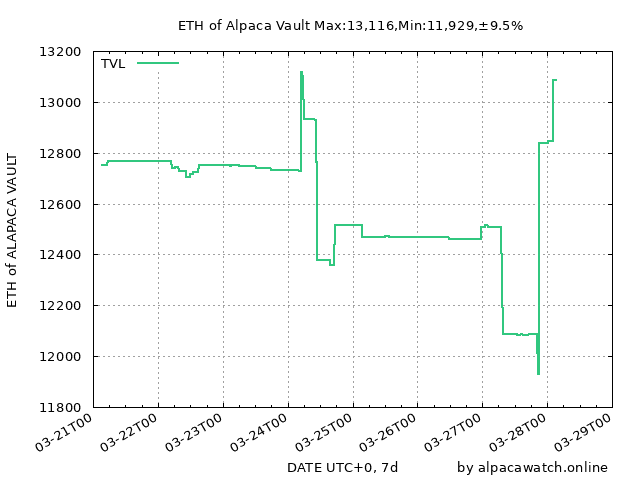 ETH of Alpaca Vault Max:13,116,Min:11,929,±9.5%
TVL
13200
13000
12800
12600
12400
12200
12000
11800
ETH of ALAPACA VAULT
03-21T00
03-22T00
03-23T00
03-24T00
03-25T00
03-26T00
03-27T00
03-28T00
03-29T00
DATE UTC+0, 7d
by alpacawatch.online